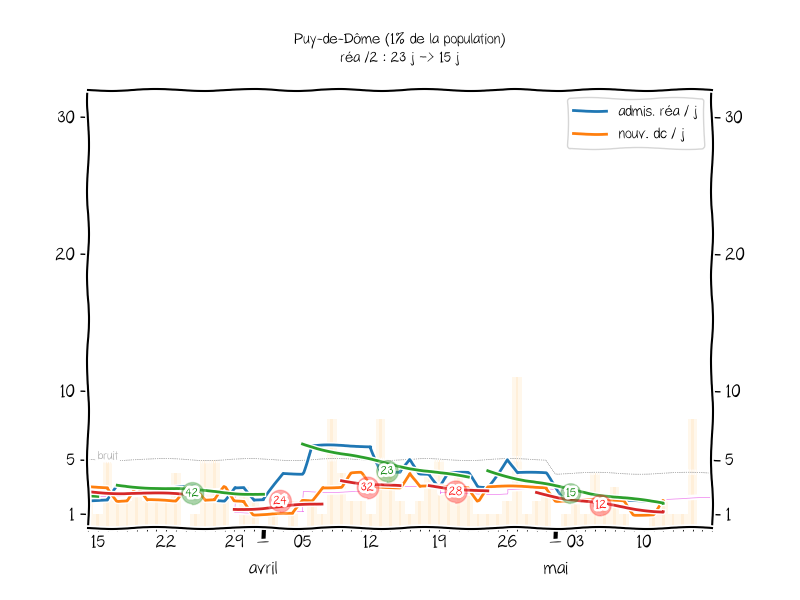 Puy-de-Dôme (1% de la population)
réa /2 : 23 j -> 15 j
admis. réa / j
nouv. dc / j
30
30
20
20
10
10
bruit
5
5
1
1
42
24
32
23
28
15
12
15 22 29 05 12 19 26 03 10
avril mai